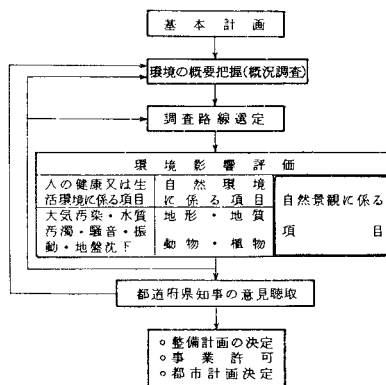 基本計画
環境の概要把握(概況調査)
調査路線選定
環境影響評価
人の健康又は生
活環境に係る項目
大気汚染・水質
汚濁・騒音・振
動・地盤沈下
自然環境
に係る項目
地形・地質
動物・植物
自然景観に係る
項目
都道府県知事の意見聴取
○ 整備計画の決定
○ 事業許可
○ 都市計画決定